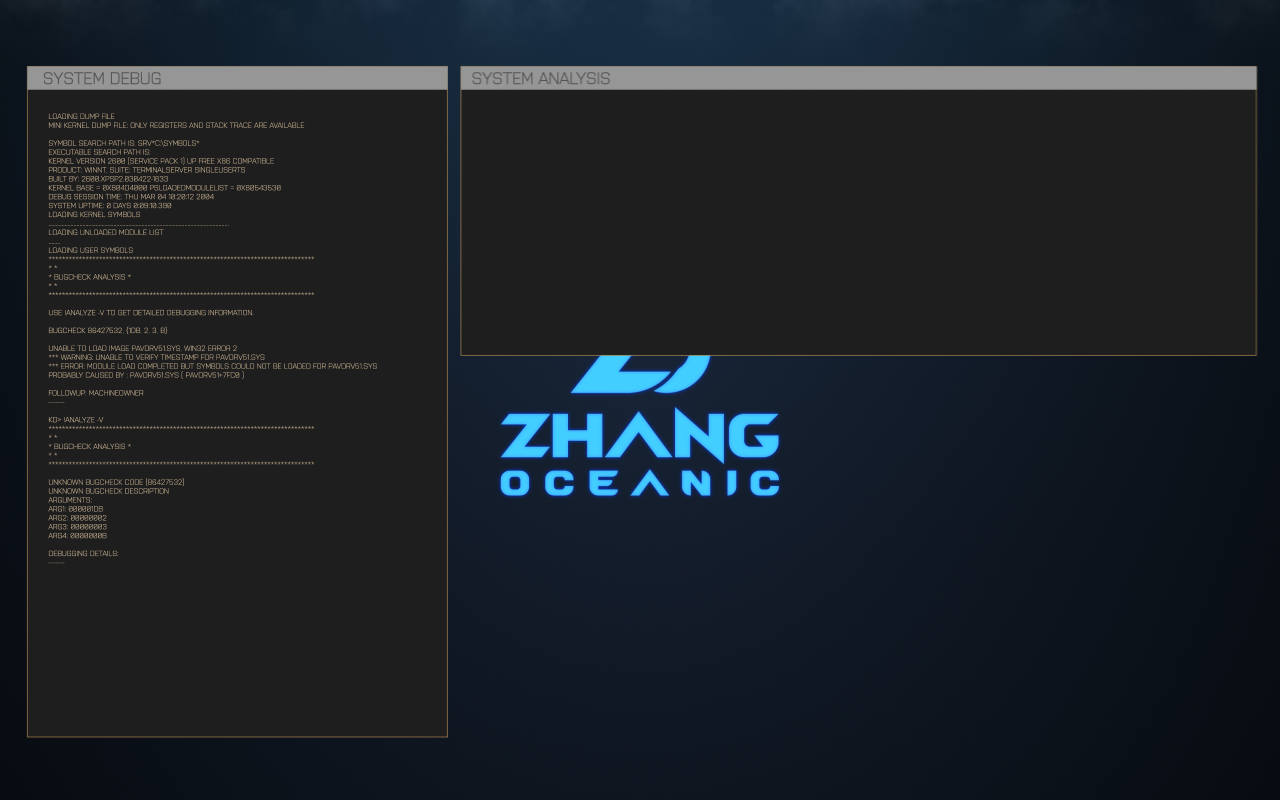 SYSTEM DEBUG
LOADING DUMP FILE
MINI KERNEL DUMP FILE: ONLY REGISTERS AND STACK TRACE ARE AVAILABLE
SYMBOL SEARCH PATH IS: SRV*C:\SYMBOLS*
EXECUTABLE SEARCH PATH IS:
KERNEL VERSION 2600 (SERVICE PACK 1) UP FREE X86 COMPATIBLE
PRODUCT: WINNT, SUITE: TERMINALSERVER SINGLEUSERTS
BUILT BY: 2600.XPSP2.030422-1633
KERNEL BASE = 0X804D4000 PSLOADEDMODULELIST = 0X80543530
DEBUG SESSION TIME: THU MAR 04 10:20:12 2004
SYSTEM UPTIME: 0 DAYS 0:09:10.390
LOADING KERNEL SYMBOLS
LOADING UNLOADED MODULE LIST
LOADING USER SYMBOLS
*******************************************************************************
* *
* BUGCHECK ANALYSIS *
* *
*******************************************************************************
USE !ANALYZE -V TO GET DETAILED DEBUGGING INFORMATION.
BUGCHECK 86427532, {1DB, 2, 3, B}
UNABLE TO LOAD IMAGE PAVDRV51.SYS, WIN32 ERROR 2
*** WARNING: UNABLE TO VERIFY TIMESTAMP FOR PAVDRV51.SYS
*** ERROR: MODULE LOAD COMPLETED BUT SYMBOLS COULD NOT BE LOADED FOR PAVDRV51.SYS
PROBABLY CAUSED BY : PAVDRV51.SYS ( PAVDRV51+7FC0 )
FOLLOWUP: MACHINEOWNER
KD> !ANALYZE -V
*******************************************************************************
* *
* BUGCHECK ANALYSIS *
* *
*******************************************************************************
UNKNOWN BUGCHECK CODE (86427532)
UNKNOWN BUGCHECK DESCRIPTION
ARGUMENTS:
ARG1: 000001DB
ARG2: 00000002
ARG3: 00000003
ARG4: 0000000B
DEBUGGING DETAILS:
SYSTEM ANALYSIS
ZHANG
OCEANIC